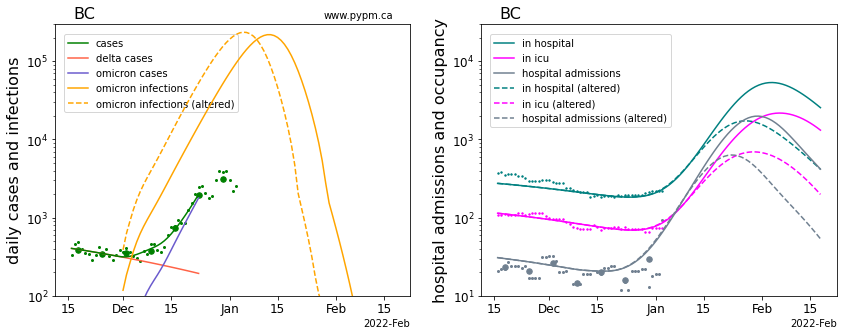 BC
www.pypm.ca
daily cases and infections
10^5
10^4
10^3
10^2
cases
delta cases
omicron cases
omicron infections
omicron infections (altered)
15 Dec 15 Jan 15 Feb 15
2022-Feb
BC
hospital admissions and occupancy
10^4
10^3
10^2
10^1
in hospital
in icu
hospital admissions
in hospital (altered)
in icu (altered)
hospital admissions (altered)
15 Dec 15 Jan 15 Feb 15
2022-Feb